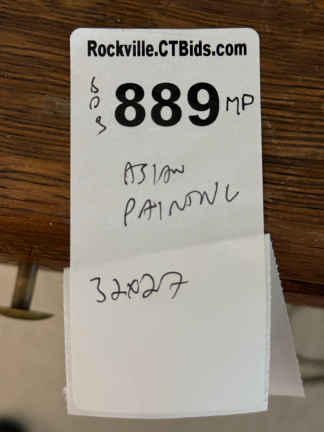 Rockville.CTBids.com
889 MP
ASIAN
PAINTING
32x27